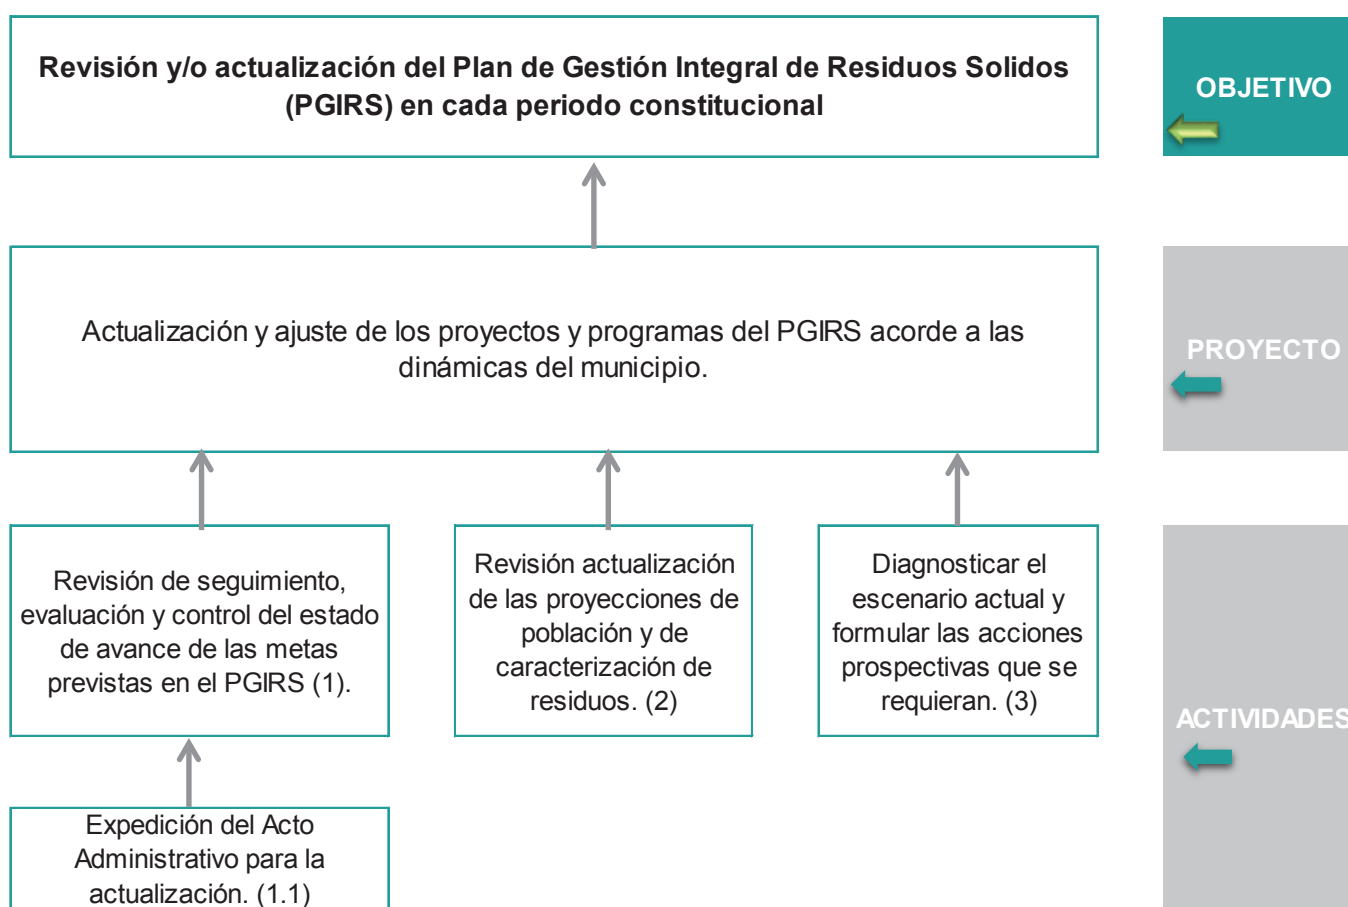 Revisión y/o actualización del Plan de Gestión Integral de Residuos Solidos
(PGIRS) en cada periodo constitucional
OBJETIVO
Actualización y ajuste de los proyectos y programas del PGIRS acorde a las
dinámicas del municipio.
PROYECTO
Revisión de seguimiento,
evaluación y control del estado
de avance de las metas
previstas en el PGIRS (1).
Revisión actualización
de las proyecciones de
población y de
caracterización de
residuos. (2)
Diagnosticar el
escenario actual y
formular las acciones
prospectivas que se
requieran. (3)
ACTIVIDADES
Expedición del Acto
Administrativo para la
actualización. (1.1)